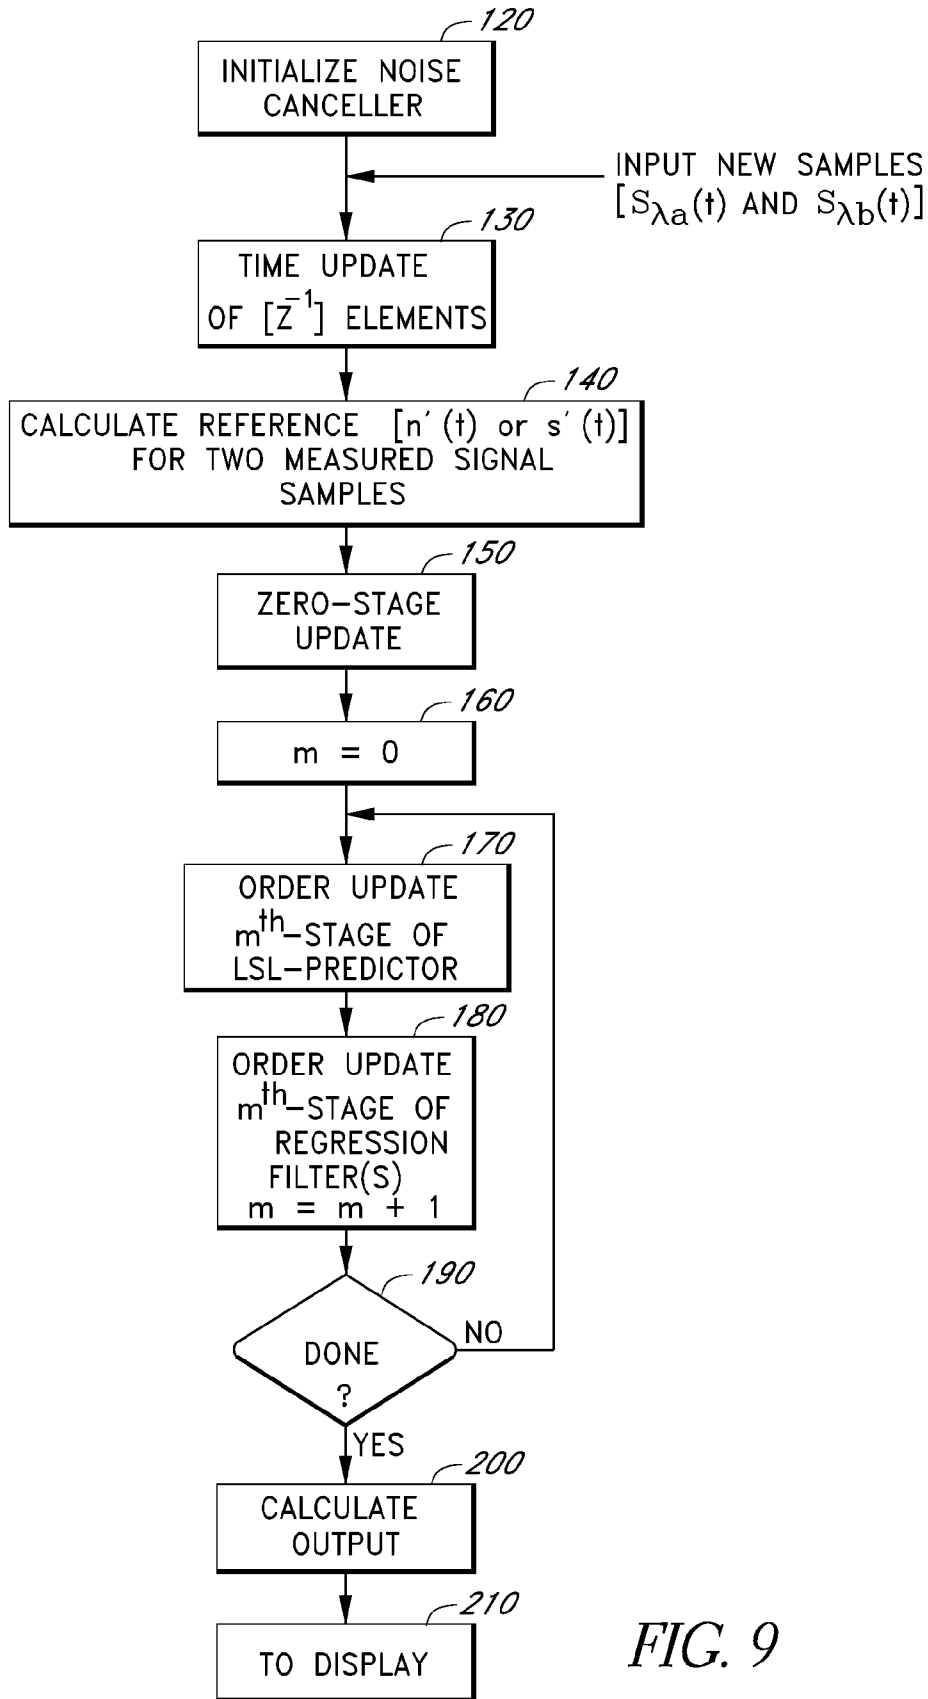 120
INITIALIZE NOISE
CANCELLER
INPUT NEW SAMPLES
[Sλa(t) AND Sλb(t)]
130
TIME UPDATE
OF [Z⁻¹] ELEMENTS
140
CALCULATE REFERENCE [n'(t) or s'(t)]
FOR TWO MEASURED SIGNAL
SAMPLES
150
ZERO-STAGE
UPDATE
160
m = 0
170
ORDER UPDATE
mth-STAGE OF
LSL-PREDICTOR
180
ORDER UPDATE
mth-STAGE OF
REGRESSION
FILTER(S)
m = m + 1
190
DONE
?
NO
YES
200
CALCULATE
OUTPUT
210
TO DISPLAY
FIG. 9